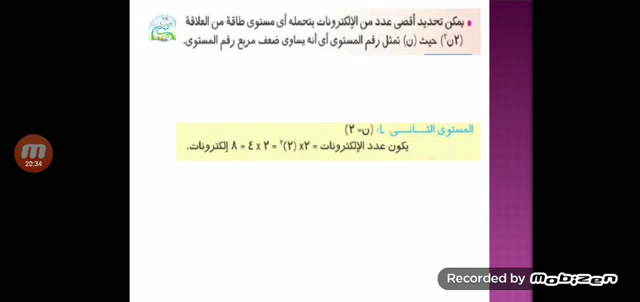 • يمكن تحديد أقصى عدد من الإلكترونات يتحمله أى مستوى طاقة من العلاقة
(٢ن٢) حيث (ن) تمثل رقم المستوى أى أنه يساوى ضعف مربع رقم المستوى.
المستوى الثانى L: (ن= ٢)
يكون عدد الإلكترونات = ٢× (٢)٢ = ٢ × ٤ = ٨ إلكترونات.
20:34
Recorded by Mobizen